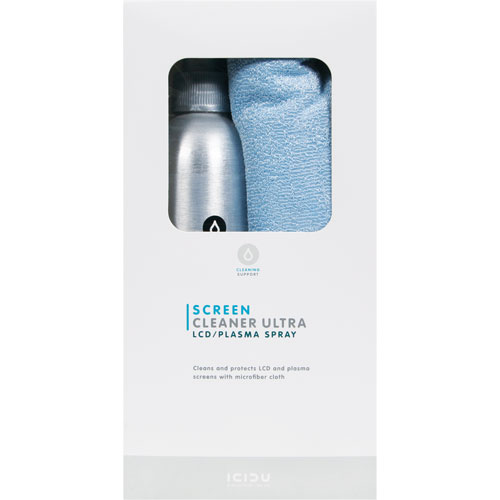 CLEANING
SUPPORT
SCREEN
CLEANER ULTRA
LCD/PLASMA SPRAY
Cleans and protects LCD and plasma
screens with microfiber cloth
ICIDU